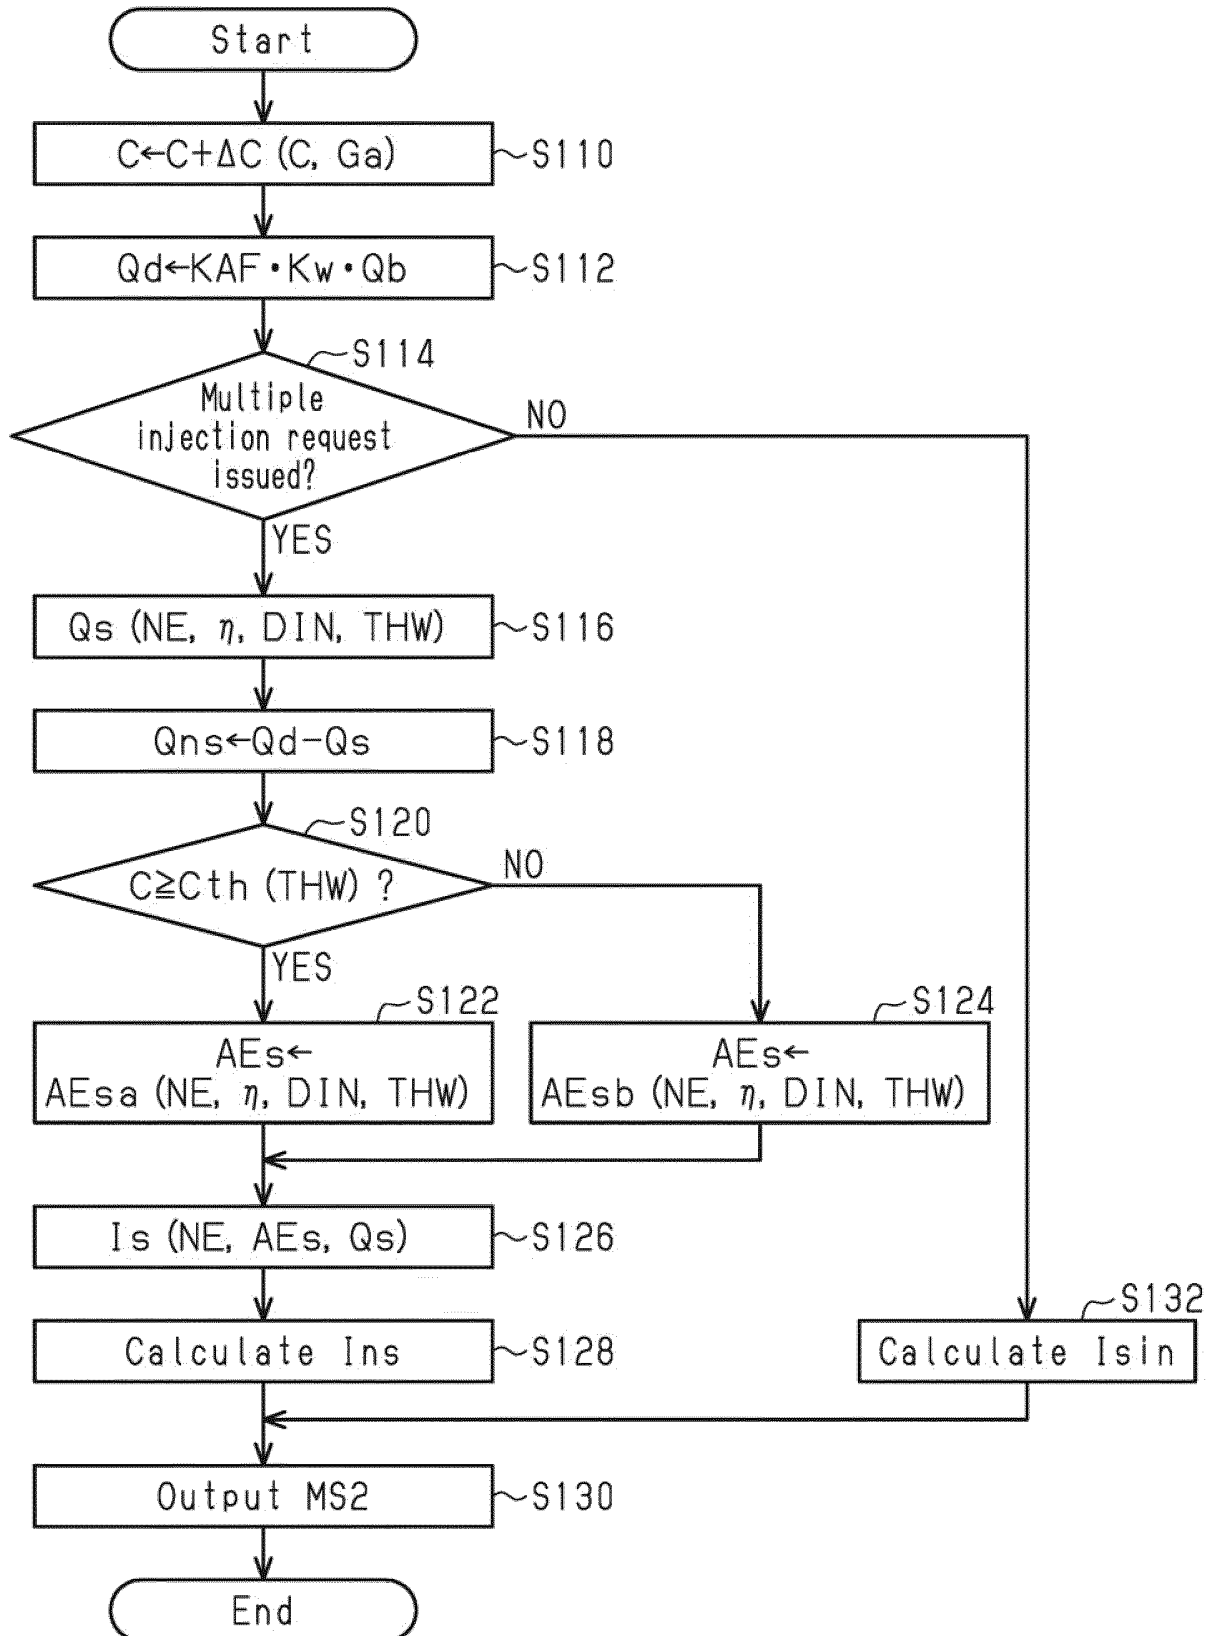 Start
C←C+ΔC (C, Ga)
S110
Qd←KAF・Kw・Qb
S112
S114
Multiple
injection request
issued?
NO
YES
Qs (NE, η, DIN, THW)
S116
Qns←Qd−Qs
S118
S120
C≧Cth (THW) ?
NO
YES
S122
AEs←
AEsa (NE, η, DIN, THW)
S124
AEs←
AEsb (NE, η, DIN, THW)
Is (NE, AEs, Qs)
S126
Calculate Ins
S128
S132
Calculate Isin
Output MS2
S130
End